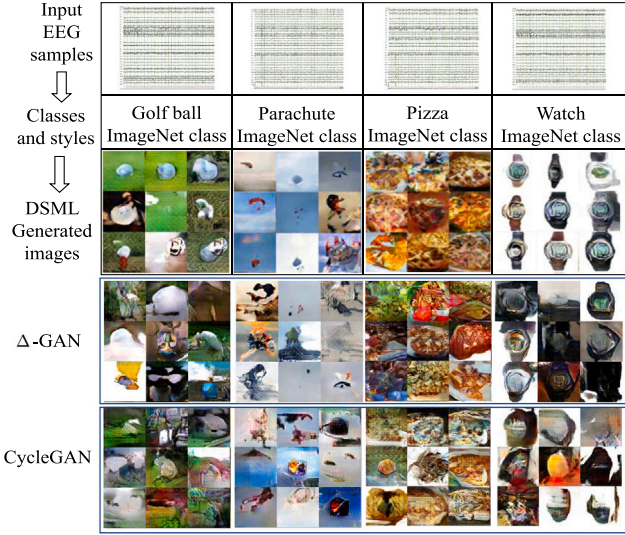 Input
EEG
samples
Classes
and styles
Golf ball
ImageNet class
Parachute
ImageNet class
Pizza
ImageNet class
Watch
ImageNet class
DSML
Generated
images
Δ-GAN
CycleGAN